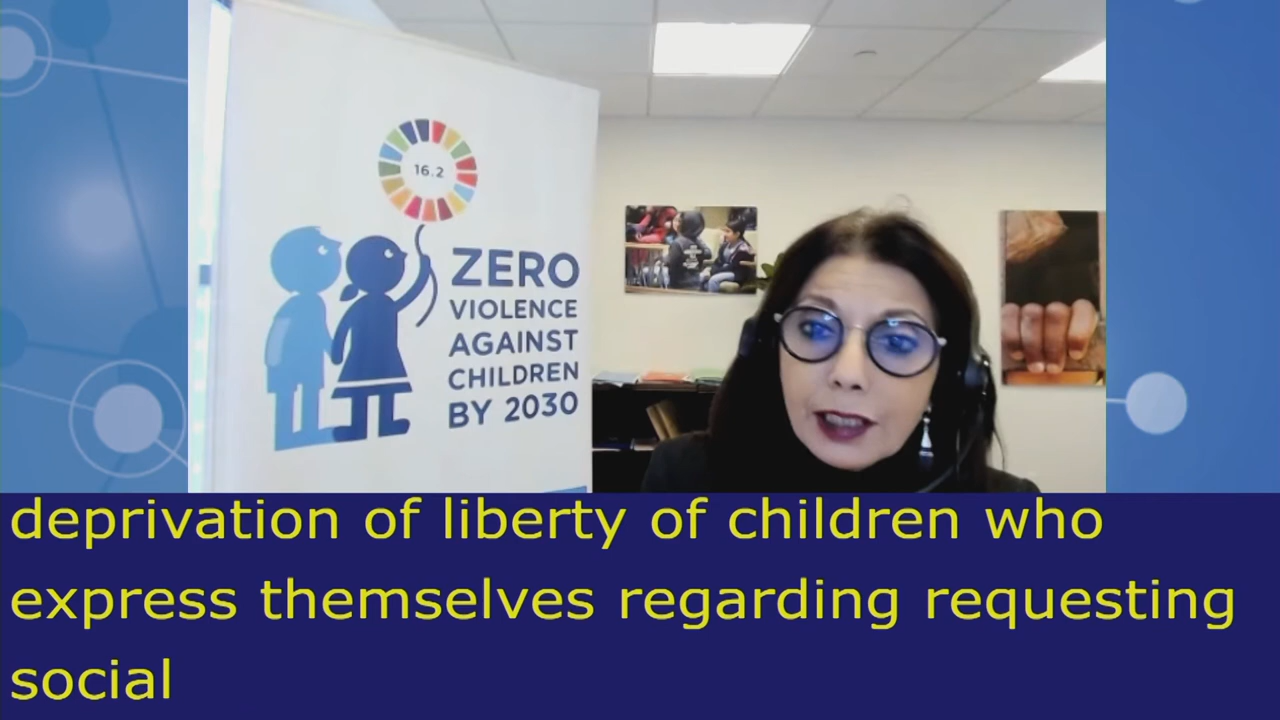 16.2
ZERO
VIOLENCE
AGAINST
CHILDREN
BY 2030
deprivation of liberty of children who
express themselves regarding requesting
social